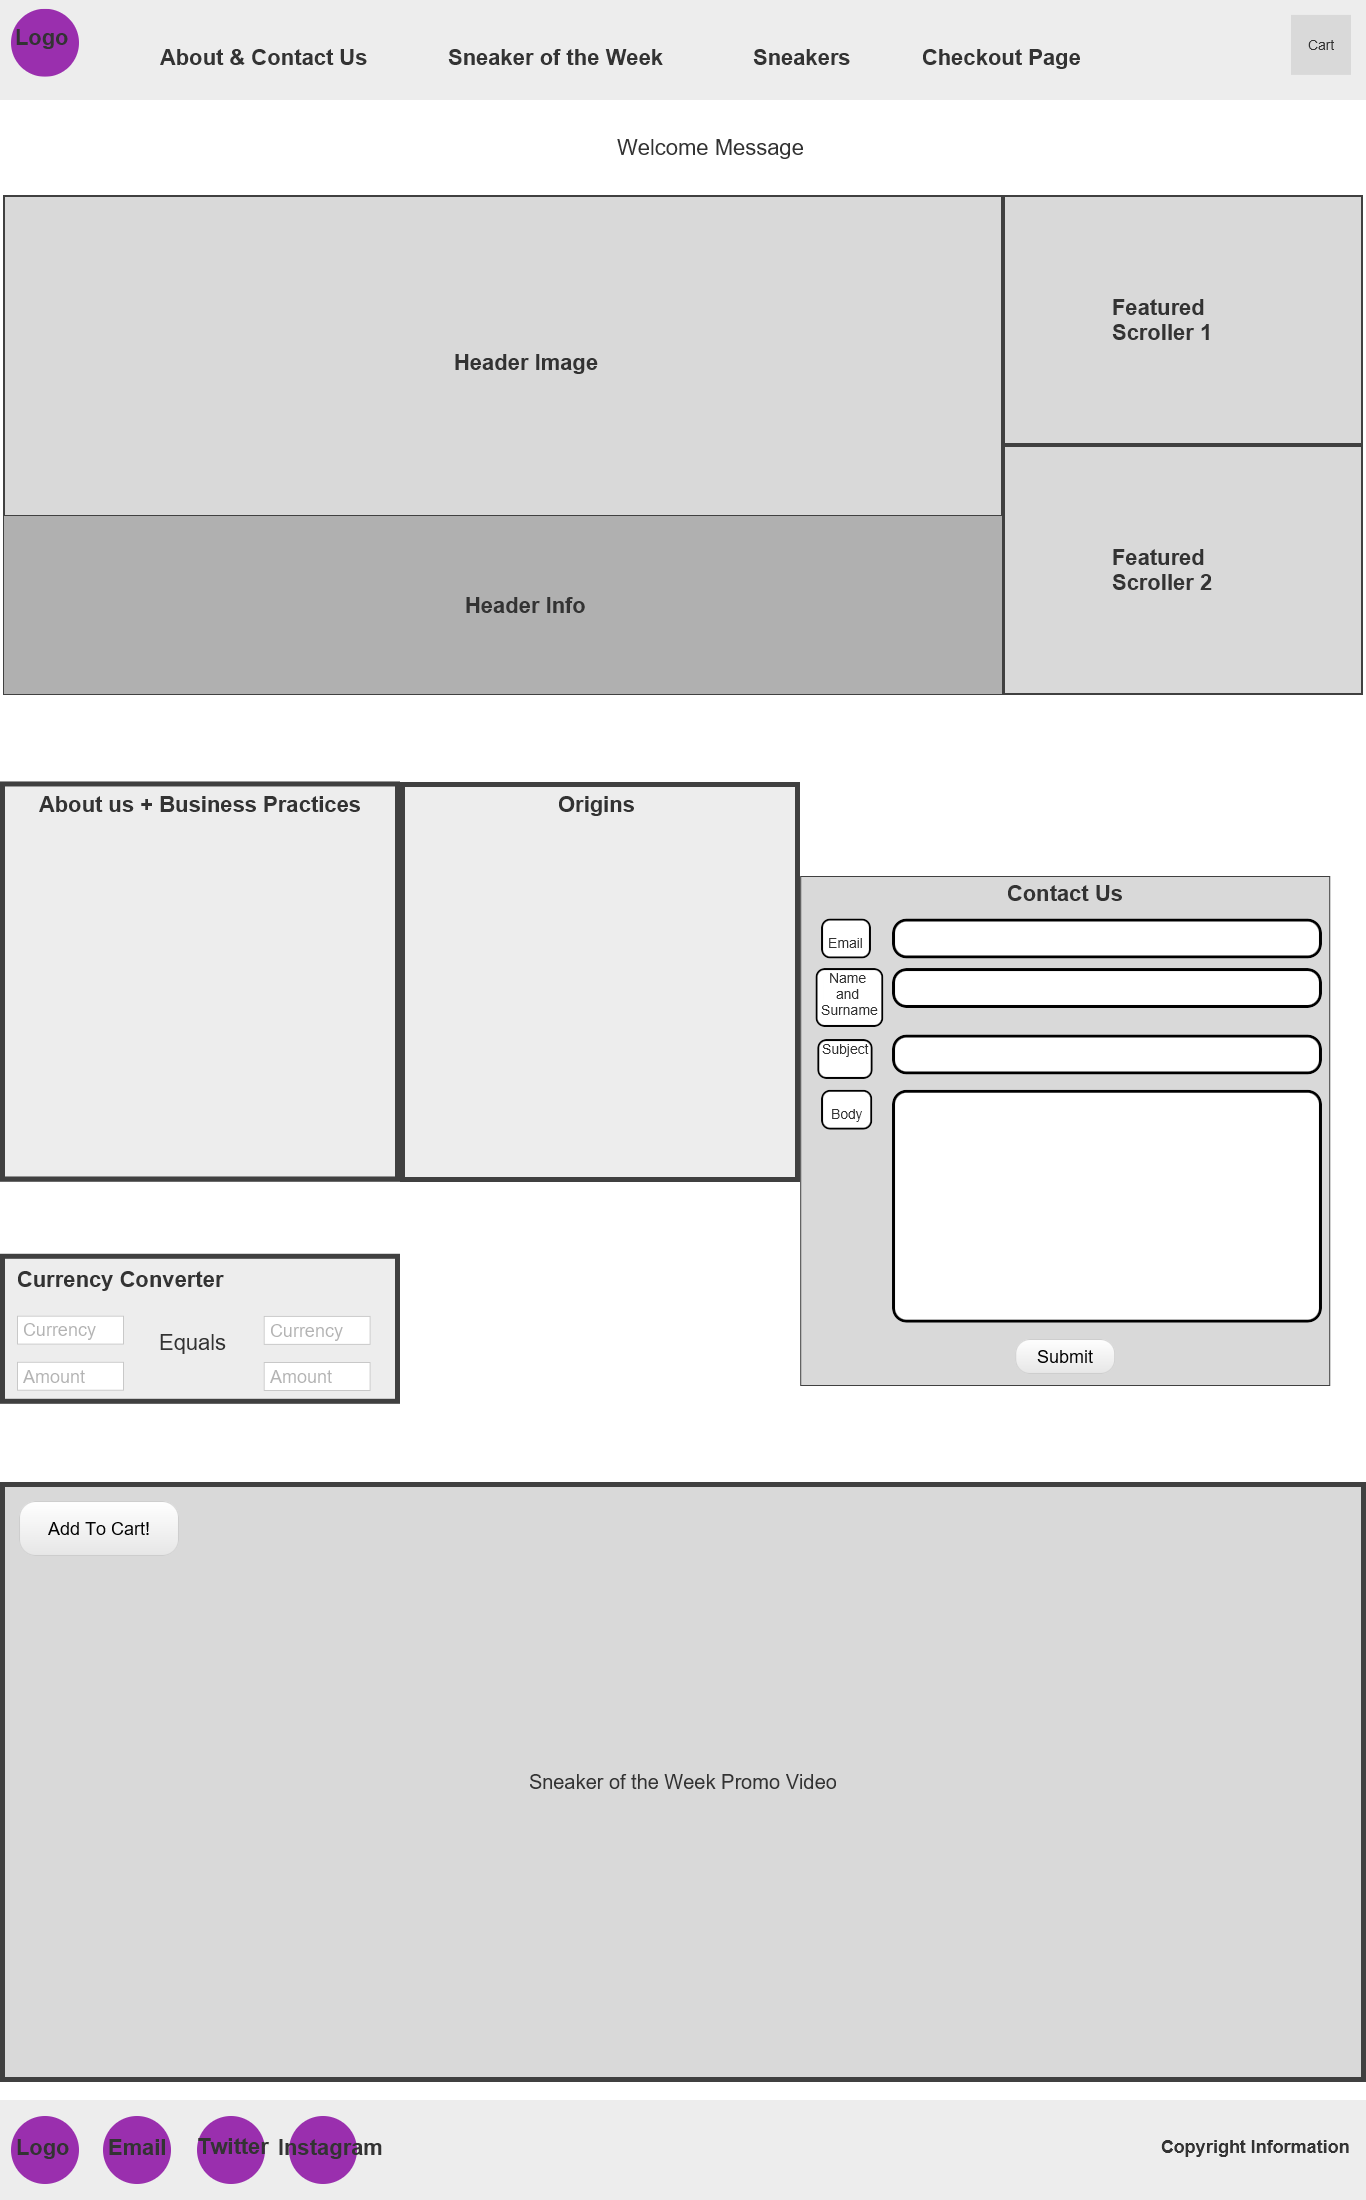 Logo
About & Contact Us
Sneaker of the Week
Sneakers
Checkout Page
Cart
Welcome Message
Header Image
Featured
Scroller 1
Header Info
Featured
Scroller 2
About us + Business Practices
Origins
Contact Us
Email
Name
and
Surname
Subject
Body
Submit
Currency Converter
Currency
Equals
Currency
Amount
Amount
Add To Cart!
Sneaker of the Week Promo Video
Logo
Email
Twitter
Instagram
Copyright Information